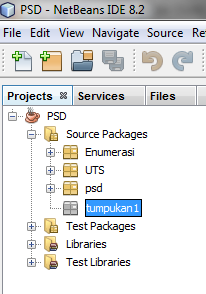 PSD - NetBeans IDE 8.2
File Edit View Navigate Source Re
Projects Services Files
PSD
Source Packages
Enumerasi
UTS
psd
tumpukan1
Test Packages
Libraries
Test Libraries